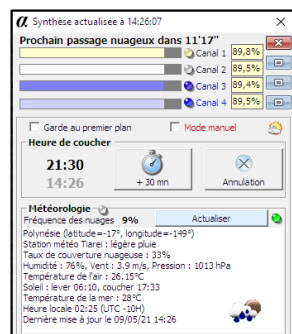 α Synthèse actualisée à 14:26:07
Prochain passage nuageux dans 11'17"
Canal 1 89,8%
Canal 2 89,5%
Canal 3 89,4%
Canal 4 89,5%
Garde au premier plan Mode manuel
Heure de coucher
21:30
14:26
+ 30 mn Annulation
Météorologie
Fréquence des nuages 9% Actualiser
Polynésie (latitude=-17°, longitude=-149°)
Station météo Tiarei : légère pluie
Taux de couverture nuageuse : 33%
Humidité : 76%, Vent : 3.9 m/s, Pression : 1013 hPa
Température de l'air : 26.15°C
Soleil : lever 06:10, coucher 17:33
Température de la mer : 28°C
Heure locale 02:25 (UTC -10H)
Dernière mise à jour le 09/05/21 14:26